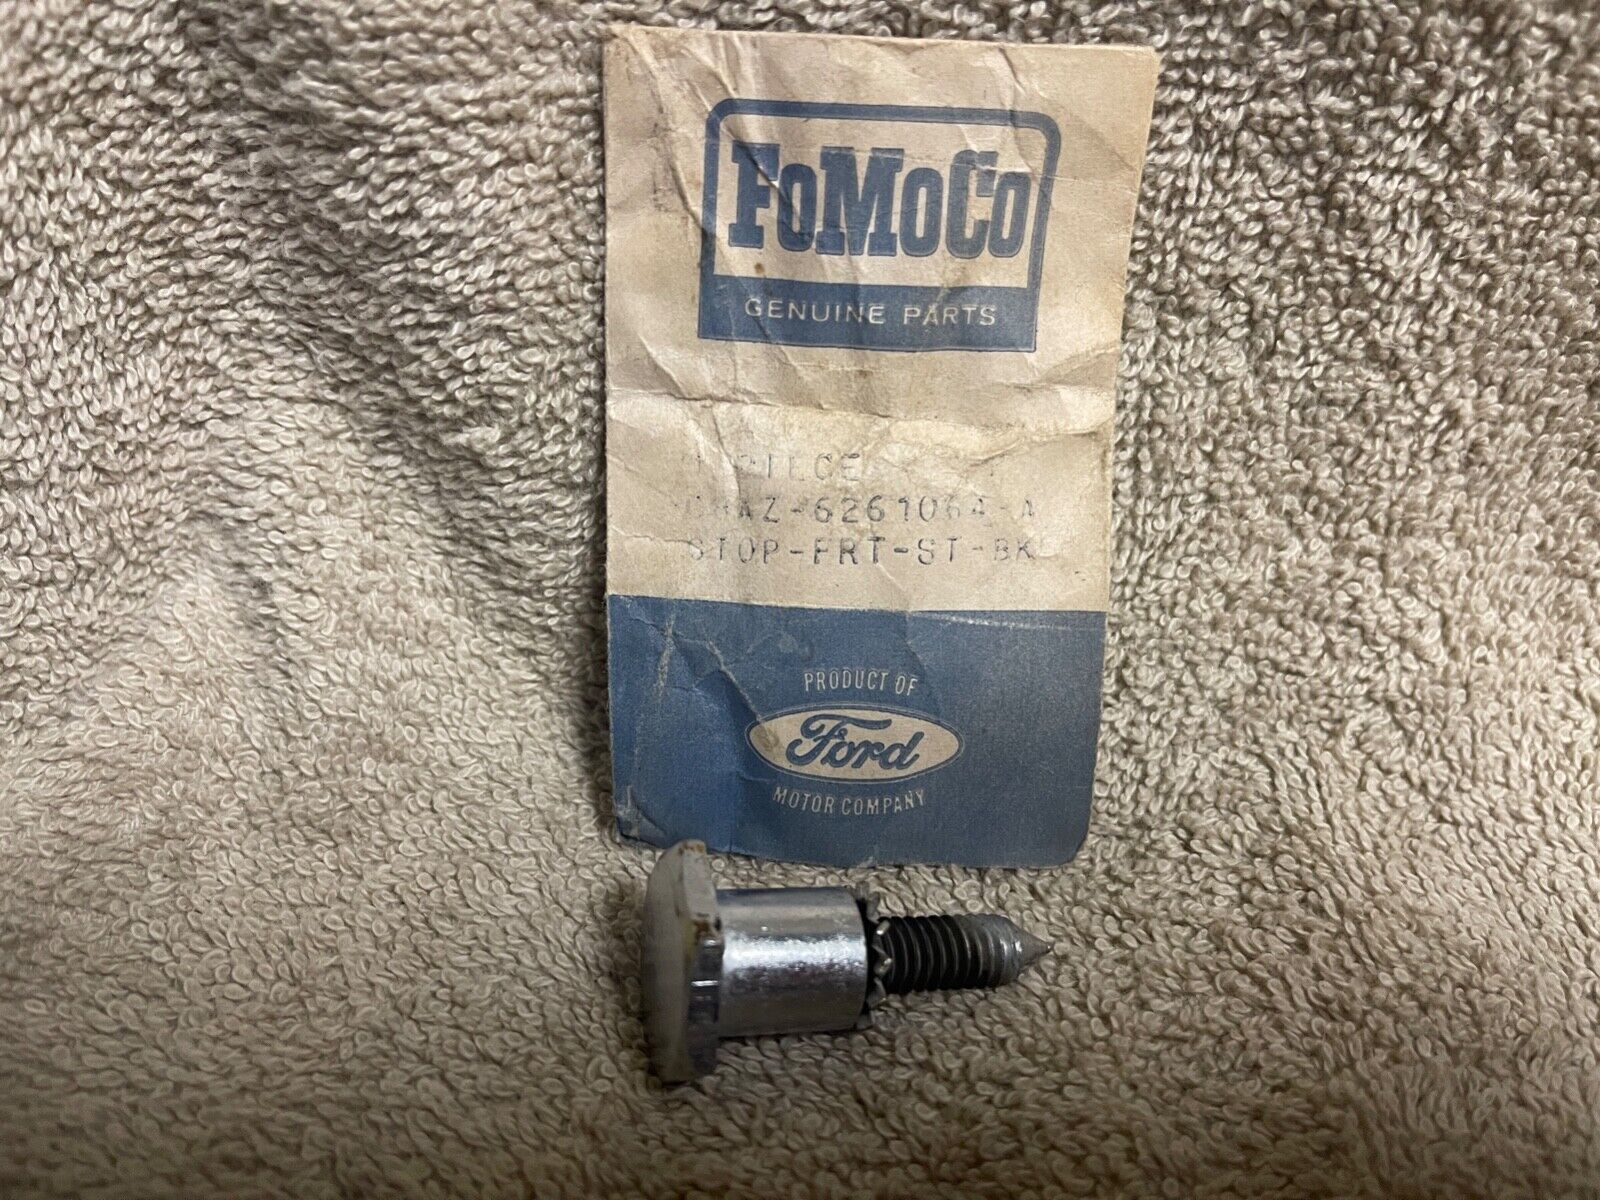 FoMoCo
GENUINE PARTS
STOP-FRT-ST-BK
PRODUCT OF
Ford
MOTOR COMPANY